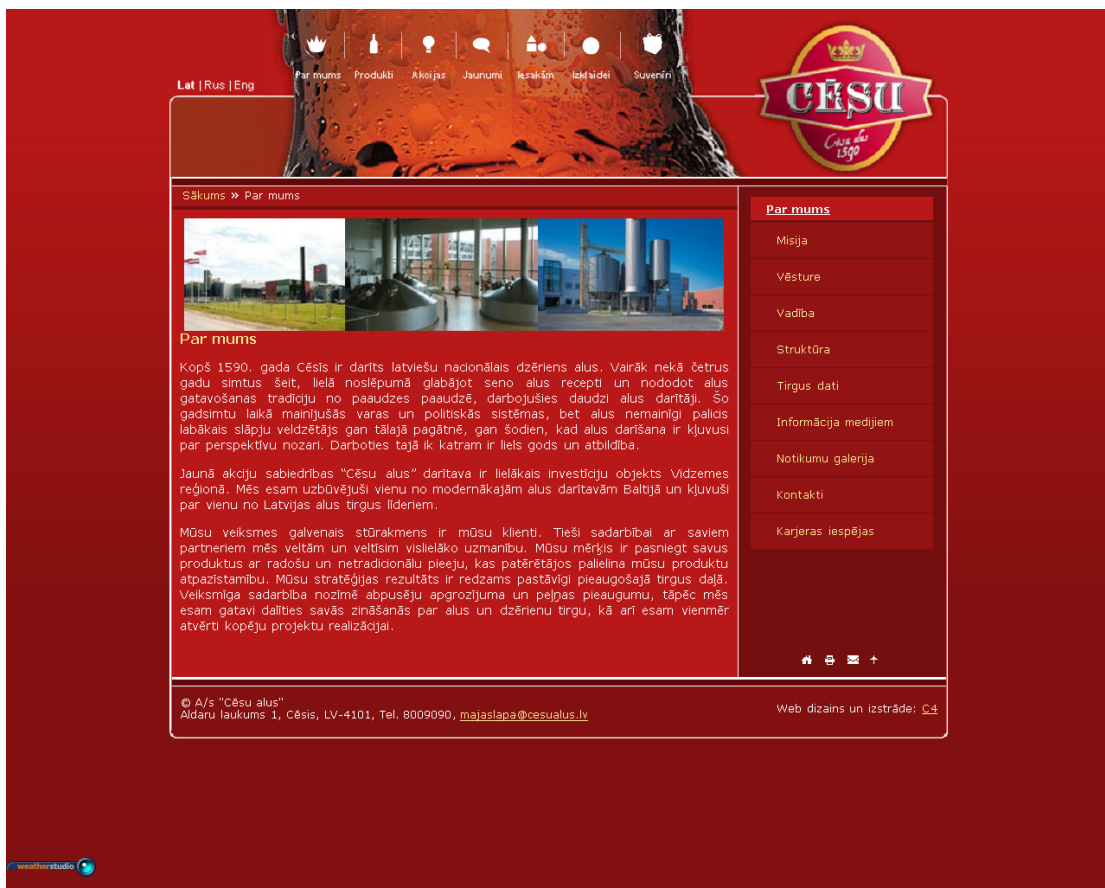 Par mums Produkti Akcijas Jaunumi Iesakām Izklaidei Suvenīri
Lat | Rus | Eng
CĒSU
Cēsu alus
1590
Sākums » Par mums
Par mums
Kopš 1590. gada Cēsīs ir darīts latviešu nacionālais dzēriens alus. Vairāk nekā četrus
gadu simtus šeit, lielā noslēpumā glabājot seno alus recepti un nododot alus
gatavošanas tradīciju no paaudzes paaudzē, darbojušies daudzi alus darītāji. Šo
gadsimtu laikā mainījušās varas un politiskās sistēmas, bet alus nemainīgi palicis
labākais slāpju veldzētājs gan tālajā pagātnē, gan šodien, kad alus darīšana ir kļuvusi
par perspektīvu nozari. Darboties tajā ik katram ir liels gods un atbildība.
Jaunā akciju sabiedrības “Cēsu alus” darītava ir lielākais investīciju objekts Vidzemes
reģionā. Mēs esam uzbūvējuši vienu no modernākajām alus darītavām Baltijā un kļuvuši
par vienu no Latvijas alus tirgus līderiem.
Mūsu veiksmes galvenais stūrakmens ir mūsu klienti. Tieši sadarbībai ar saviem
partneriem mēs veltām un veltīsim vislielāko uzmanību. Mūsu mērķis ir pasniegt savus
produktus ar radošu un netradicionālu pieeju, kas patērētājos palielina mūsu produktu
atpazīstamību. Mūsu stratēģijas rezultāts ir redzams pastāvīgi pieaugošajā tirgus daļā.
Veiksmīga sadarbība nozīmē abpusēju apgrozījuma un peļņas pieaugumu, tāpēc mēs
esam gatavi dalīties savās zināšanās par alus un dzērienu tirgu, kā arī esam vienmēr
atvērti kopēju projektu realizācijai.
Par mums
Misija
Vēsture
Vadība
Struktūra
Tirgus dati
Informācija medijiem
Notikumu galerija
Kontakti
Karjeras iespējas
© A/s "Cēsu alus"
Aldaru laukums 1, Cēsis, LV-4101, Tel. 8009090, majaslapa@cesualus.lv
Web dizains un izstrāde: C4
weatherstudio